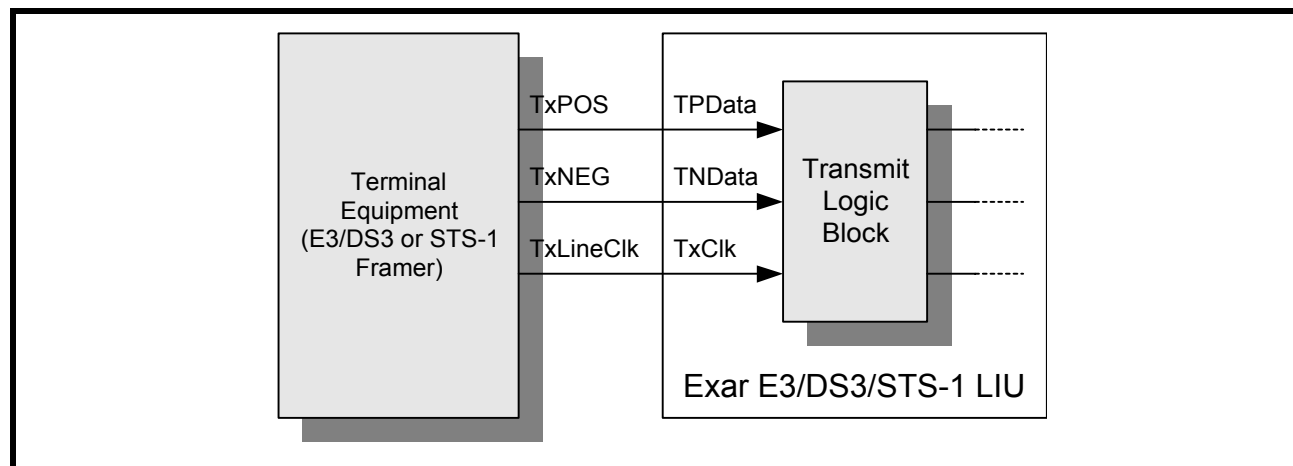 Terminal
Equipment
(E3/DS3 or STS-1
Framer)
TxPOS
TPData
TxNEG
TNData
TxLineClk
TxClk
Transmit
Logic
Block
Exar E3/DS3/STS-1 LIU